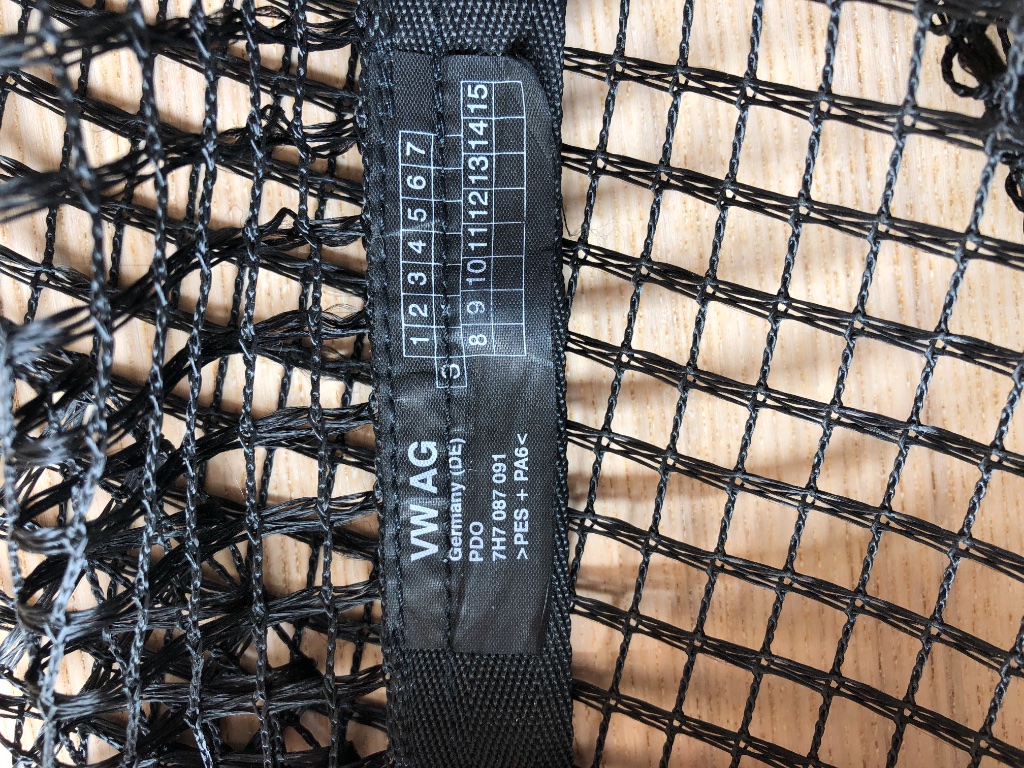 1 2 3 4 5 6 7
3
8 9 10 11 12 13 14 15
VW AG
Germany (DE)
PDO
7H7 087 091
>PES + PA6<